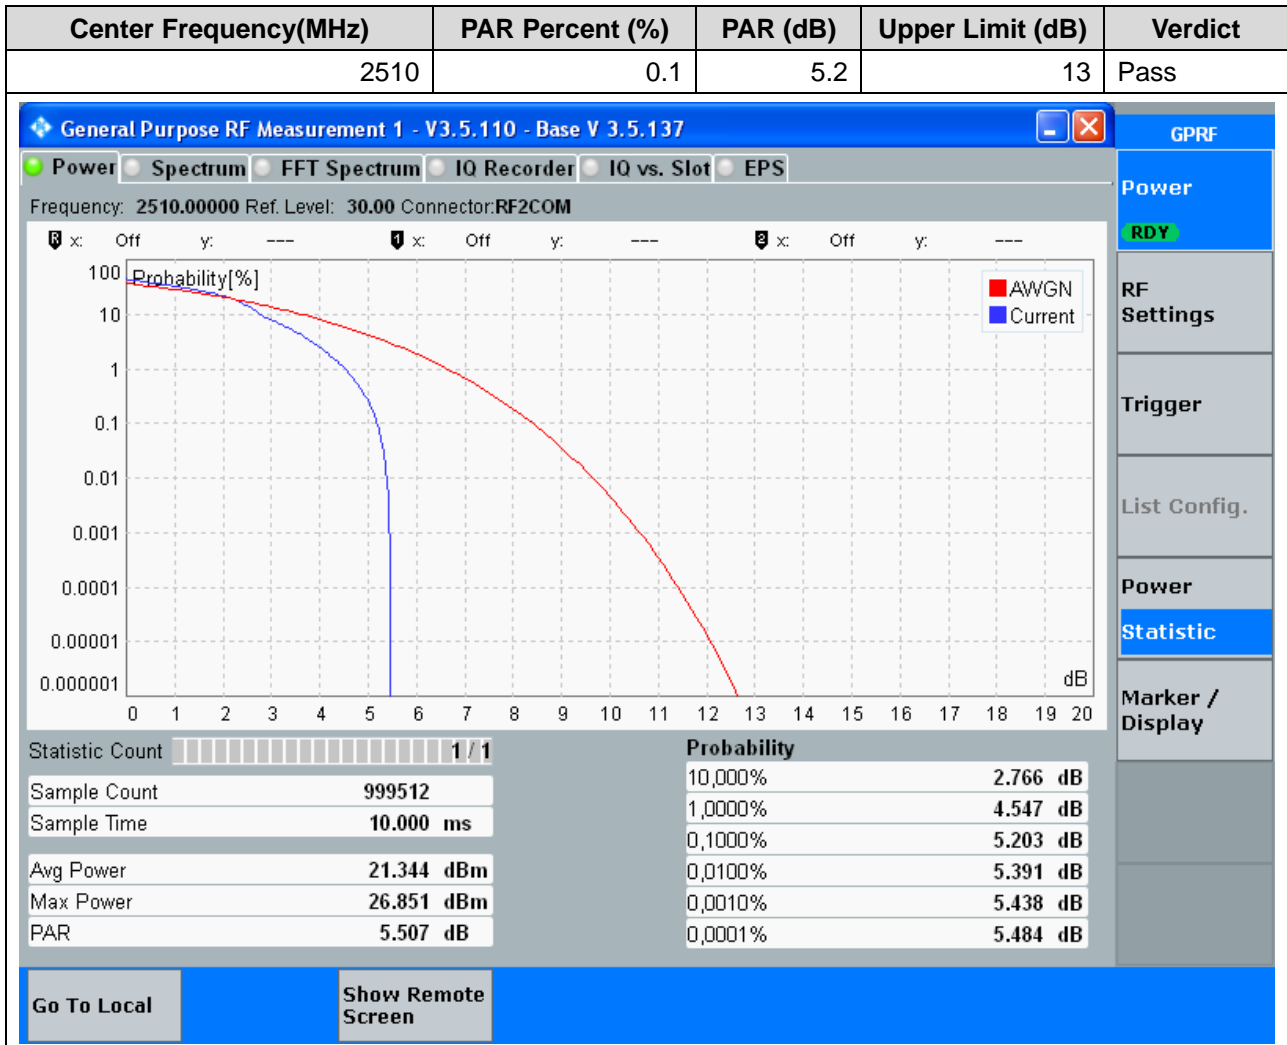 Center Frequency(MHz) PAR Percent (%) PAR (dB) Upper Limit (dB) Verdict
2510 0.1 5.2 13 Pass
General Purpose RF Measurement 1 - V3.5.110 - Base V 3.5.137
GPRF
Power Spectrum FFT Spectrum IQ Recorder IQ vs. Slot EPS
Power
RDY
Frequency: 2510.00000 Ref. Level: 30.00 Connector:RF2COM
R x: Off y: --- 1 x: Off y: --- 2 x: Off y: ---
Probability[%]
AWGN
Current
100
10
1
0.1
0.01
0.001
0.0001
0.00001
0.000001
dB
0 1 2 3 4 5 6 7 8 9 10 11 12 13 14 15 16 17 18 19 20
RF
Settings
Trigger
List Config.
Power
Statistic
Marker /
Display
Statistic Count 1 / 1
Sample Count 999512
Sample Time 10.000 ms
Avg Power 21.344 dBm
Max Power 26.851 dBm
PAR 5.507 dB
Probability
10,000% 2.766 dB
1,0000% 4.547 dB
0,1000% 5.203 dB
0,0100% 5.391 dB
0,0010% 5.438 dB
0,0001% 5.484 dB
Go To Local
Show Remote
Screen